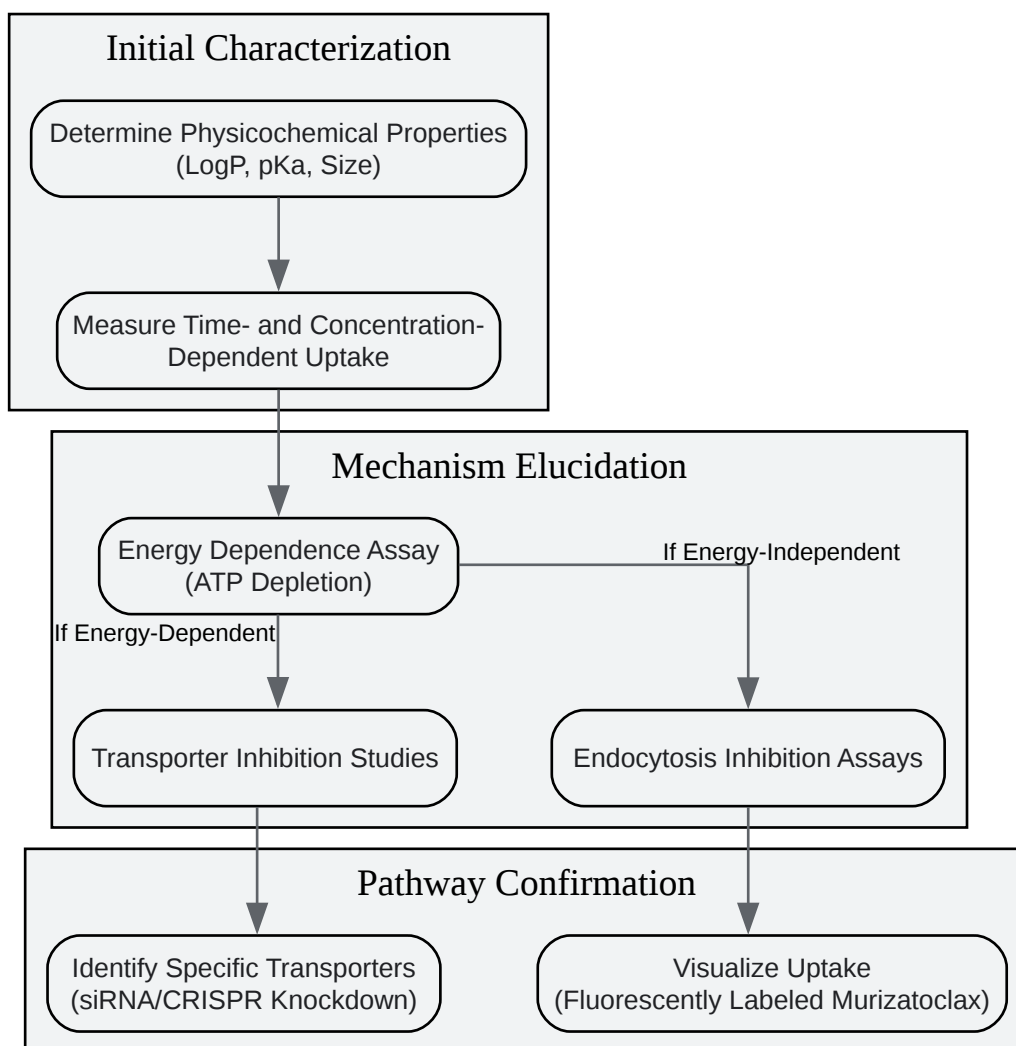 Initial Characterization
Determine Physicochemical Properties
(LogP, pKa, Size)
Measure Time- and Concentration-
Dependent Uptake
Mechanism Elucidation
Energy Dependence Assay
(ATP Depletion)
If Energy-Independent
If Energy-Dependent
Transporter Inhibition Studies
Endocytosis Inhibition Assays
Pathway Confirmation
Identify Specific Transporters
(siRNA/CRISPR Knockdown)
Visualize Uptake
(Fluorescently Labeled Murizatoclax)